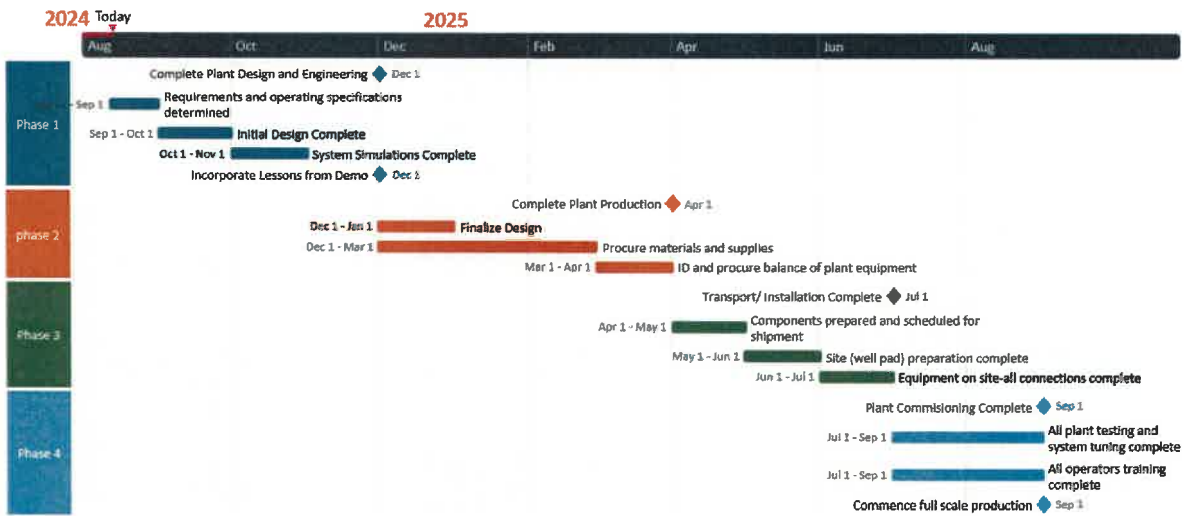 2024 Today 2025
Aug Oct Dec Feb Apr Jun Aug
Phase 1
Complete Plant Design and Engineering Dec 1
Sep 1 Requirements and operating specifications
determined
Sep 1 - Oct 1 Initial Design Complete
Oct 1 - Nov 1 System Simulations Complete
Incorporate Lessons from Demo Dec 1
phase 2
Complete Plant Production Apr 1
Dec 1 - Jan 1 Finalize Design
Dec 1 - Mar 1 Procure materials and supplies
Mar 1 - Apr 1 ID and procure balance of plant equipment
Phase 3
Transport/ Installation Complete Jul 1
Apr 1 - May 1 Components prepared and scheduled for
shipment
May 1 - Jun 1 Site (well pad) preparation complete
Jun 1 - Jul 1 Equipment on site-all connections complete
Phase 4
Plant Commisioning Complete Sep 1
Jul 1 - Sep 1 All plant testing and
system tuning complete
Jul 1 - Sep 1 All operators training
complete
Commence full scale production Sep 1